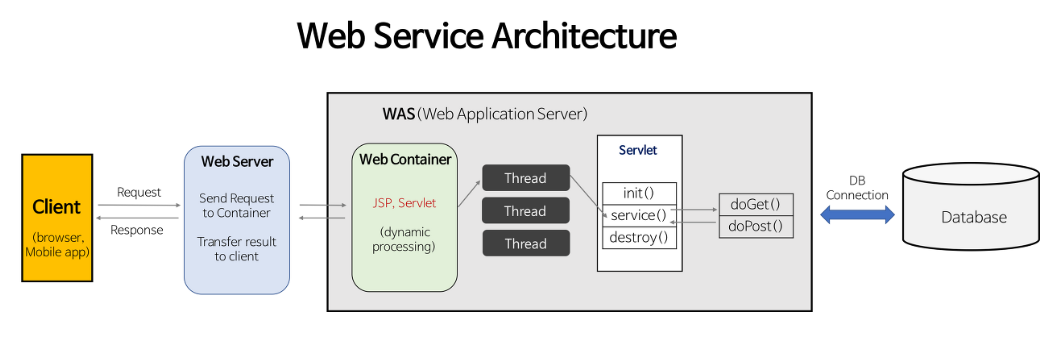 Web Service Architecture
WAS(Web Application Server)
Client
(browser,
Mobile app)
Request
Response
Web Server
Send Request
to Container
Transfer result
to client
Web Container
JSP, Servlet
(dynamic
processing)
Thread
Thread
Thread
Servlet
init()
service()
destroy()
doGet()
doPost()
DB
Connection
Database